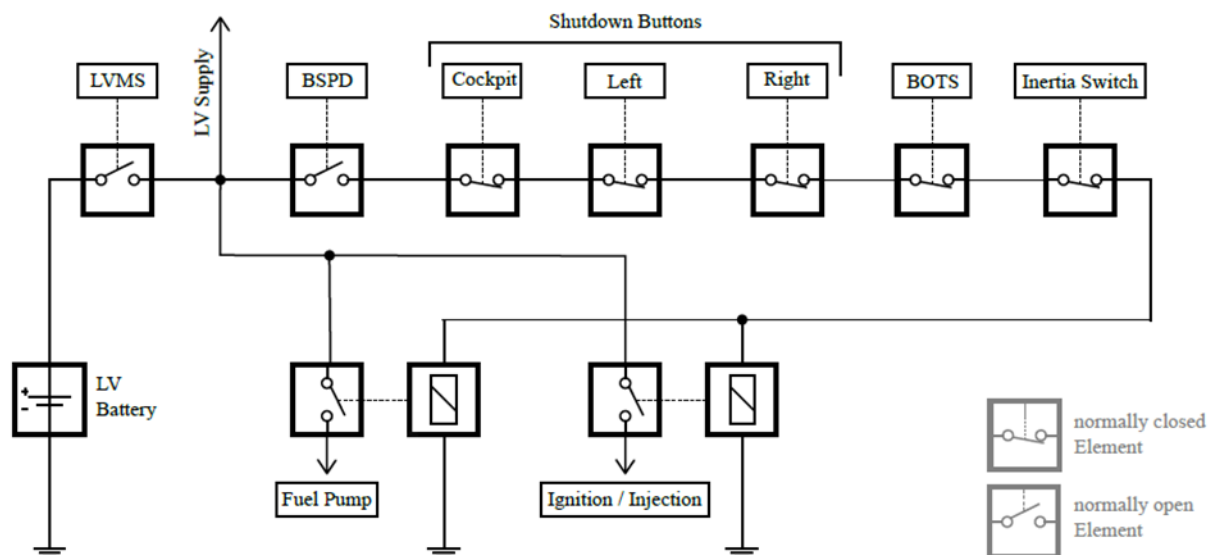 Shutdown Buttons
LVMS
LV Supply
BSPD
Cockpit
Left
Right
BOTS
Inertia Switch
+
-
LV
Battery
Fuel Pump
Ignition / Injection
normally closed
Element
normally open
Element